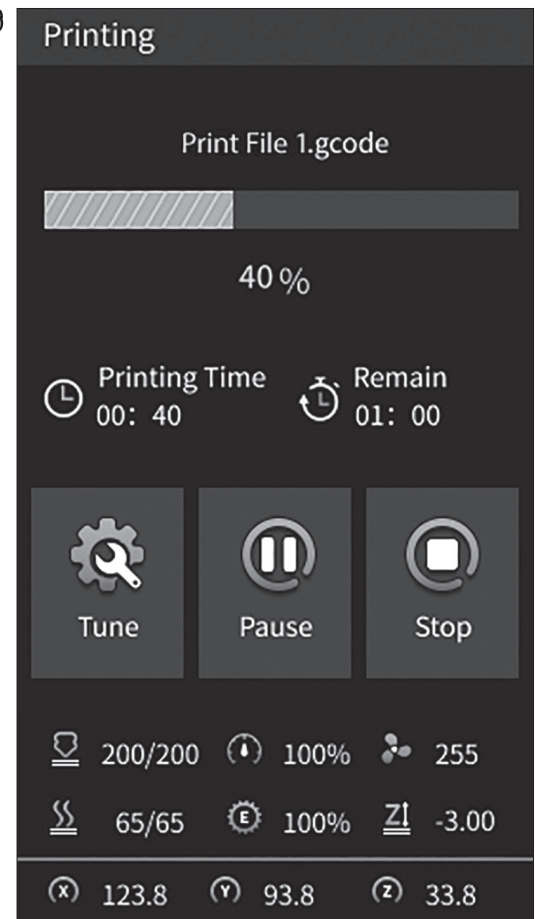 Printing
Print File 1.gcode
40 %
Printing Time
00: 40
Remain
01: 00
Tune
Pause
Stop
200/200
100%
255
65/65
E
100%
Z
-3.00
X
123.8
Y
93.8
Z
33.8